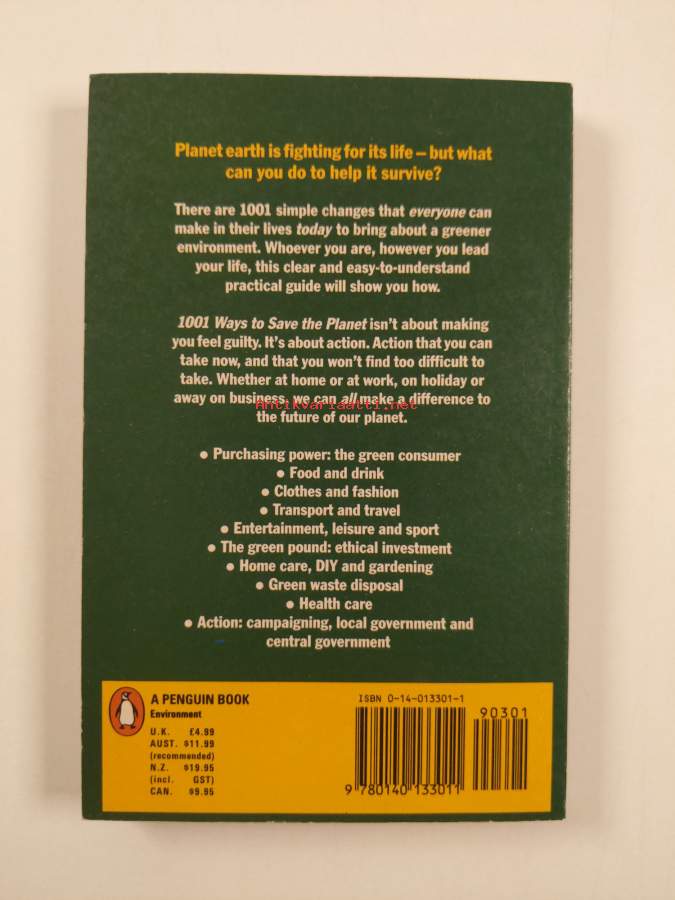 Planet earth is fighting for its life – but what
can you do to help it survive?
There are 1001 simple changes that everyone can
make in their lives today to bring about a greener
environment. Whoever you are, however you lead
your life, this clear and easy-to-understand
practical guide will show you how.
1001 Ways to Save the Planet isn't about making
you feel guilty. It's about action. Action that you can
take now, and that you won't find too difficult to
take. Whether at home or at work, on holiday or
away on business, we can all make a difference to
Antikvariaatti.net
the future of our planet.
● Purchasing power: the green consumer
● Food and drink
● Clothes and fashion
● Transport and travel
● Entertainment, leisure and sport
● The green pound: ethical investment
● Home care, DIY and gardening
● Green waste disposal
● Health care
● Action: campaigning, local government and
central government
A PENGUIN BOOK
Environment
U.K. £4.99
AUST. $11.99
(recommended)
N.Z. $19.95
(incl. GST)
CAN. $9.95
ISBN 0-14-013301-1
90301
9 780140 133011